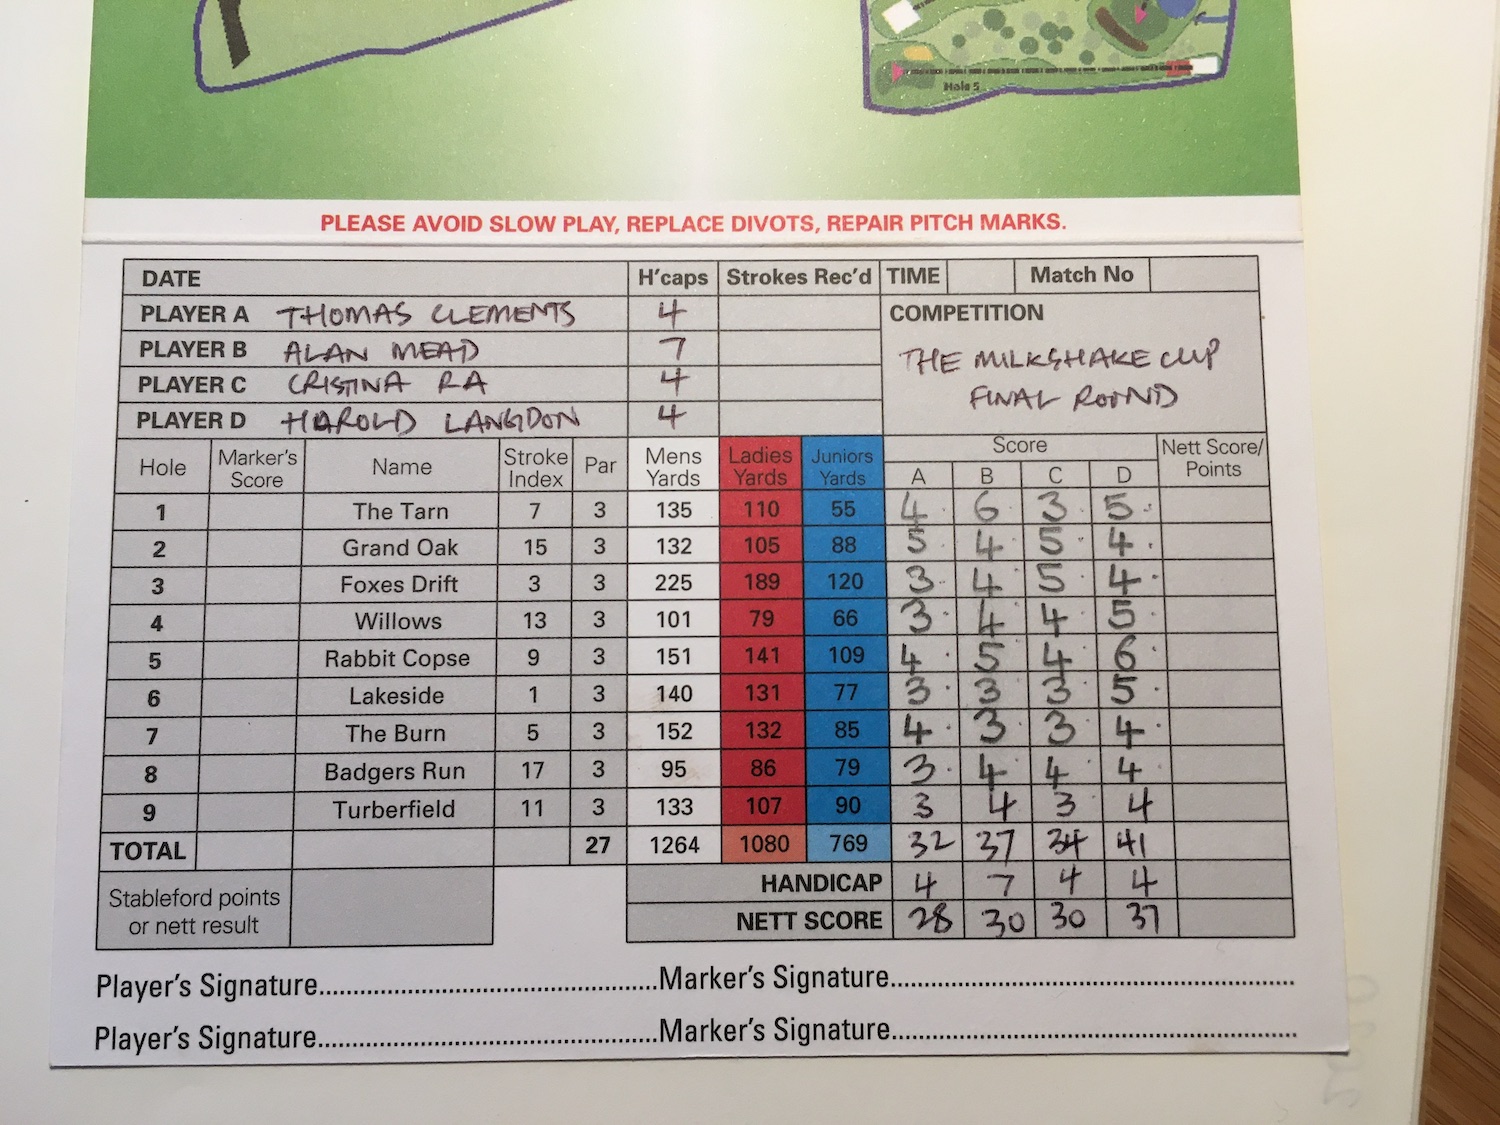 Hole 5
PLEASE AVOID SLOW PLAY, REPLACE DIVOTS, REPAIR PITCH MARKS.
DATE H'caps Strokes Rec'd TIME Match No
PLAYER A THOMAS CLEMENTS 4 COMPETITION
PLAYER B ALAN MEAD 7 THE MILKSHAKE CUP
PLAYER C CRISTINA RA 4 FINAL ROUND
PLAYER D HAROLD LANGDON 4
Hole Marker's Score Name Stroke Index Par Mens Yards Ladies Yards Juniors Yards Score A B C D Nett Score/ Points
1 The Tarn 7 3 135 110 55 4 6 3 5
2 Grand Oak 15 3 132 105 88 5 4 5 4
3 Foxes Drift 3 3 225 189 120 3 4 5 4
4 Willows 13 3 101 79 66 3 4 4 5
5 Rabbit Copse 9 3 151 141 109 4 5 4 6
6 Lakeside 1 3 140 131 77 3 3 3 5
7 The Burn 5 3 152 132 85 4 3 3 4
8 Badgers Run 17 3 95 86 79 3 4 4 4
9 Turberfield 11 3 133 107 90 3 4 3 4
TOTAL 27 1264 1080 769 32 37 34 41
Stableford points or nett result
HANDICAP 4 7 4 4
NETT SCORE 28 30 30 37
Player's Signature Marker's Signature
Player's Signature Marker's Signature